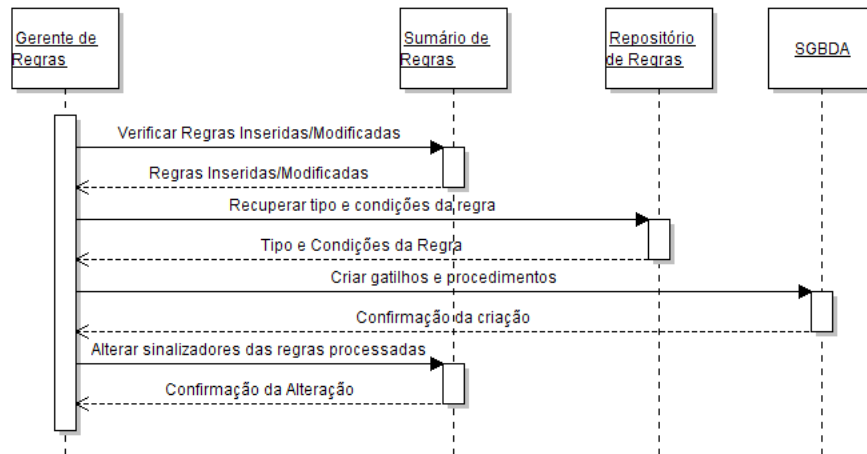 Gerente de
Regras
Sumário de
Regras
Repositório
de Regras
SGBDA
Verificar Regras Inseridas/Modificadas
Regras Inseridas/Modificadas
Recuperar tipo e condições da regra
Tipo e Condições da Regra
Criar gatilhos e procedimentos
Confirmação da criação
Alterar sinalizadores das regras processadas
Confirmação da Alteração